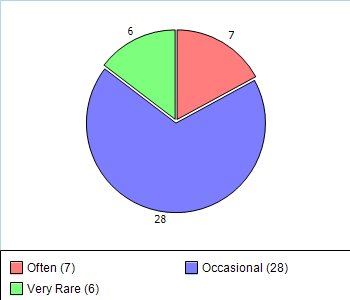 6
7
28
Often (7)
Occasional (28)
Very Rare (6)